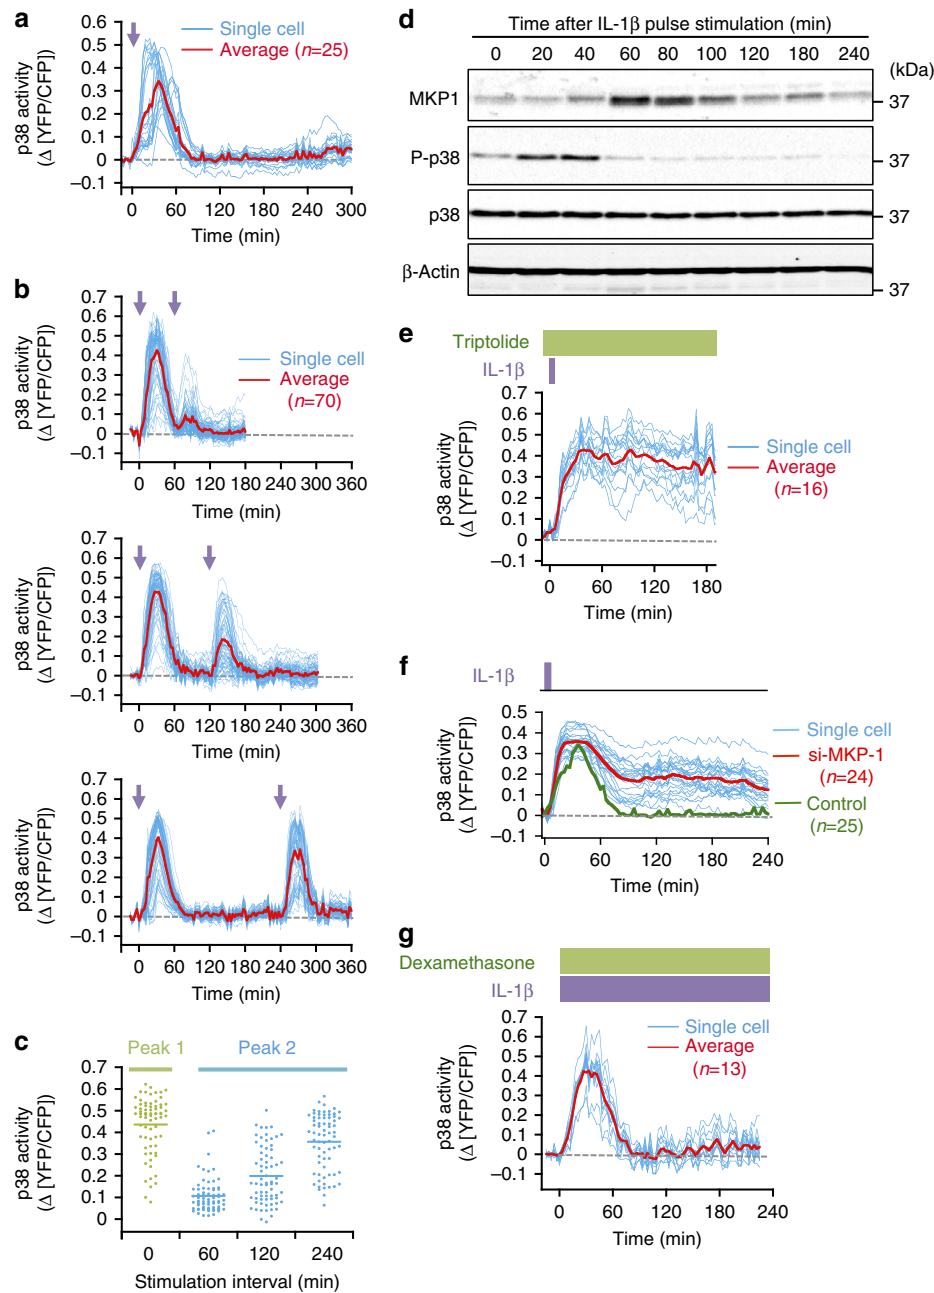 a
p38 activity
(Δ [YFP/CFP])
0.6
0.5
0.4
0.3
0.2
0.1
0
−0.1
Single cell
Average (n=25)
0 60 120 180 240 300
Time (min)
b
p38 activity
(Δ [YFP/CFP])
0.7
0.6
0.5
0.4
0.3
0.2
0.1
0
−0.1
Single cell
Average
(n=70)
0 60 120 180 240 300 360
Time (min)
p38 activity
(Δ [YFP/CFP])
0.7
0.6
0.5
0.4
0.3
0.2
0.1
0
−0.1
0 60 120 180 240 300 360
Time (min)
p38 activity
(Δ [YFP/CFP])
0.7
0.6
0.5
0.4
0.3
0.2
0.1
0
−0.1
0 60 120 180 240 300 360
Time (min)
c
Peak 1 Peak 2
p38 activity
(Δ [YFP/CFP])
0.7
0.6
0.5
0.4
0.3
0.2
0.1
0
0 60 120 240
Stimulation interval (min)
d
Time after IL-1β pulse stimulation (min)
0 20 40 60 80 100 120 180 240
(kDa)
MKP1 37
P-p38 37
p38 37
β-Actin 37
e
Triptolide
IL-1β
p38 activity
(Δ [YFP/CFP])
0.7
0.6
0.5
0.4
0.3
0.2
0.1
0
−0.1
Single cell
Average
(n=16)
0 60 120 180
Time (min)
f
IL-1β
p38 activity
(Δ [YFP/CFP])
0.5
0.4
0.3
0.2
0.1
0
−0.1
Single cell
si-MKP-1
(n=24)
Control
(n=25)
0 60 120 180 240
Time (min)
g
Dexamethasone
IL-1β
p38 activity
(Δ [YFP/CFP])
0.7
0.6
0.5
0.4
0.3
0.2
0.1
0
−0.1
Single cell
Average
(n=13)
0 60 120 180 240
Time (min)